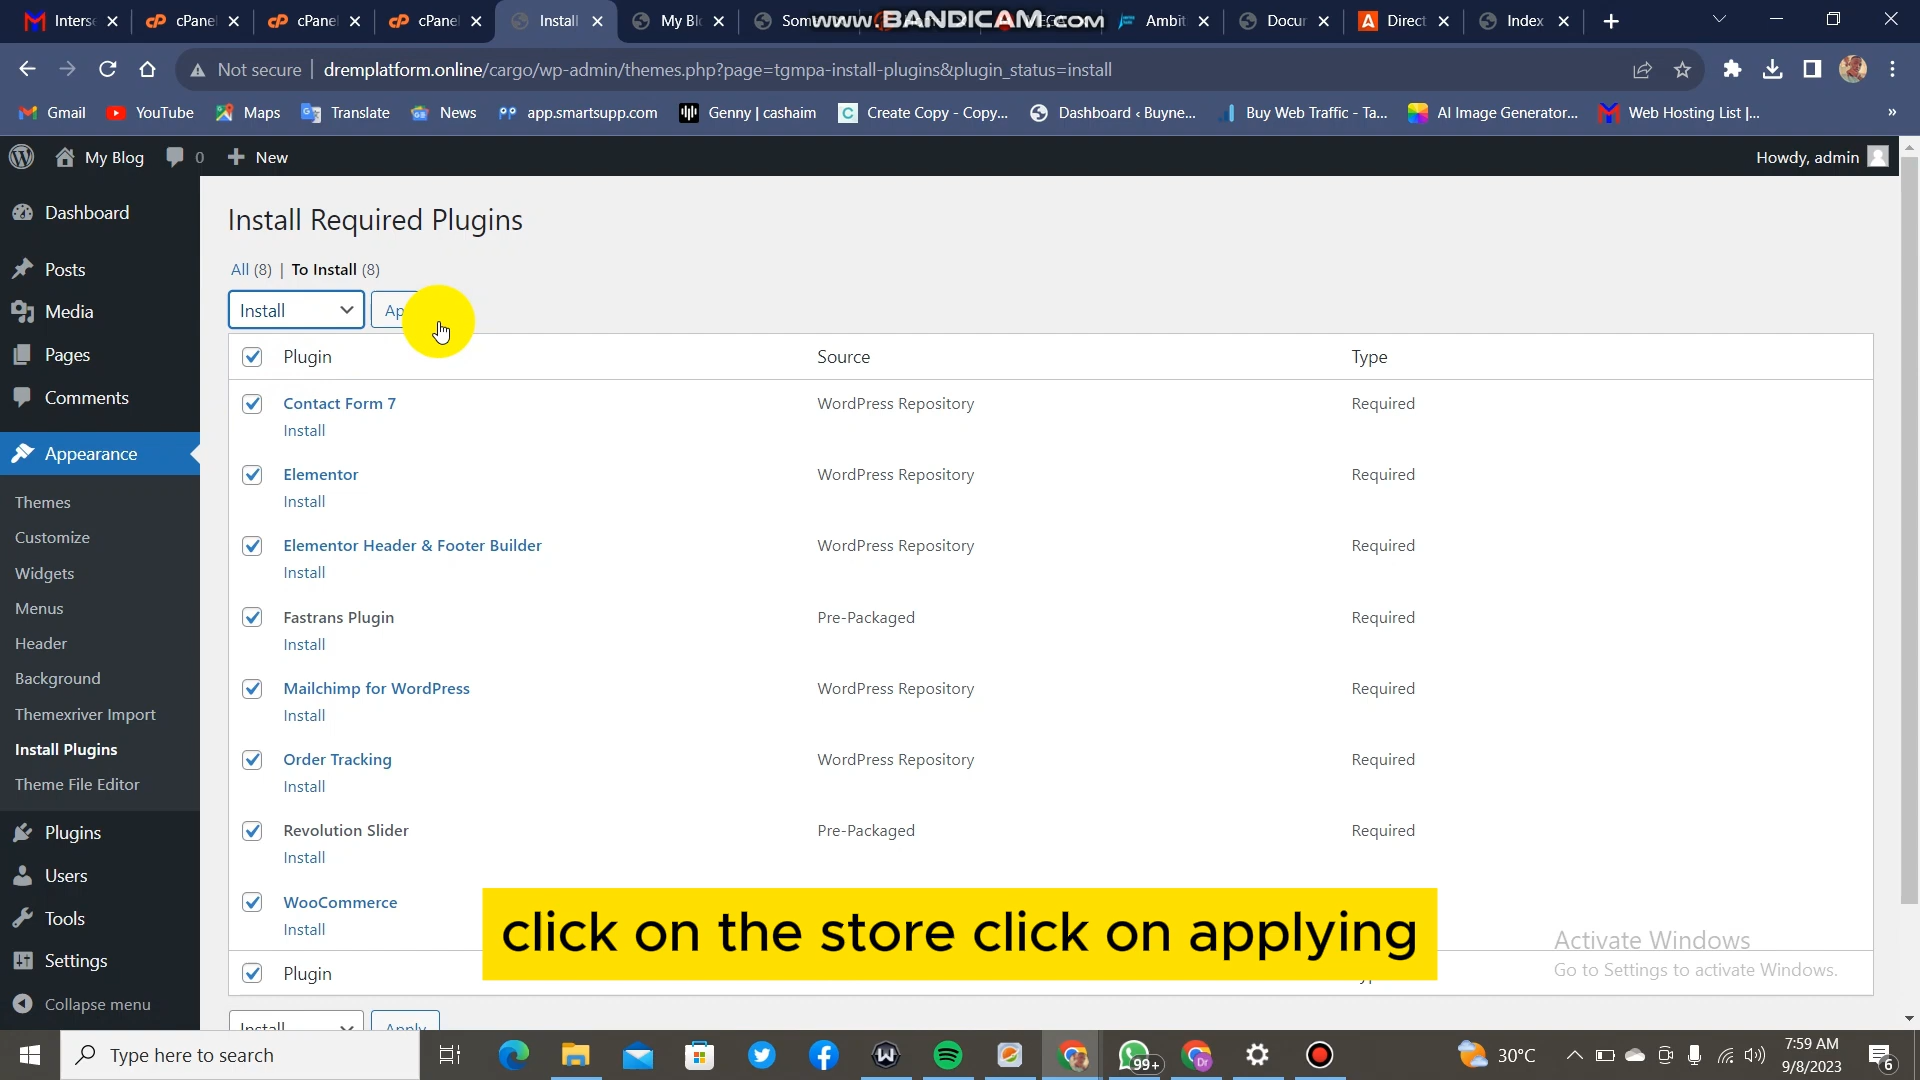 Interse
cPane
cPane
cPane
Install
My Bl
Som
www.BANDICAM.com
Ambit
Docur
Direct
Index
Not secure
dremplatform.online/cargo/wp-admin/themes.php?page=tgmpa-install-plugins&plugin_status=install
Gmail
YouTube
Maps
Translate
News
app.smartsupp.com
Genny | cashaim
Create Copy - Copy...
Dashboard ‹ Buyne...
Buy Web Traffic - Ta...
AI Image Generator...
Web Hosting List |...
»
My Blog
0
New
Howdy, admin
Dashboard
Posts
Media
Pages
Comments
Appearance
Themes
Customize
Widgets
Menus
Header
Background
Themexriver Import
Install Plugins
Theme File Editor
Plugins
Users
Tools
Settings
Collapse menu
Install Required Plugins
All (8) | To Install (8)
Install
Ap
Plugin Source Type
Contact Form 7 WordPress Repository Required
Install
Elementor WordPress Repository Required
Install
Elementor Header & Footer Builder WordPress Repository Required
Install
Fastrans Plugin Pre-Packaged Required
Install
Mailchimp for WordPress WordPress Repository Required
Install
Order Tracking WordPress Repository Required
Install
Revolution Slider Pre-Packaged Required
Install
WooCommerce
Install
click on the store click on applying
Activate Windows
Go to Settings to activate Windows.
Plugin
Install
Apply
Type here to search
99+
Dr
30°C
7:59 AM
9/8/2023
6